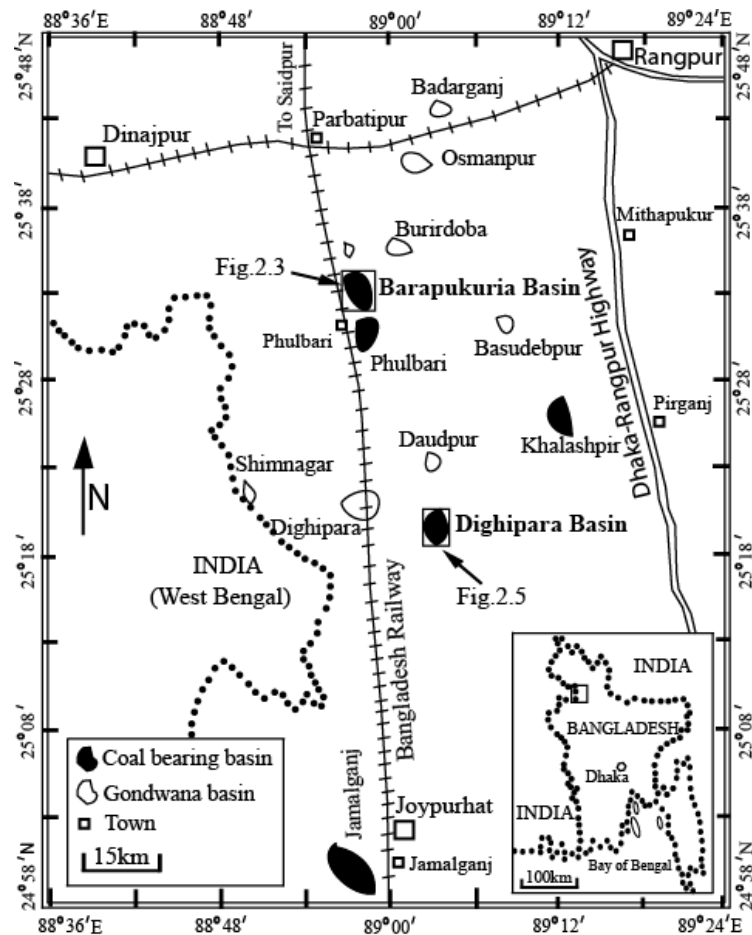 88°36′E
88°48′
89°00′
89°12′
89°24′E
25°48′N
25°38′
25°28′
25°18′
25°08′
24°58′N
25°48′N
25°38′
25°28′
25°18′
25°08′
24°58′N
To Saidpur
Rangpur
Badarganj
Parbatipur
Dinajpur
Osmanpur
Mithapukur
Burirdoba
Fig.2.3
Barapukuria Basin
Phulbari
Phulbari
Basudebpur
Dhaka-Rangpur Highway
Pirganj
Khalashpir
Daudpur
Shimnagar
N
Dighipara
Dighipara Basin
INDIA
(West Bengal)
Fig.2.5
Bangladesh Railway
Coal bearing basin
Gondwana basin
Town
15km
Jamalganj
Joypurhat
Jamalganj
INDIA
BANGLADESH
Dhaka
INDIA
Bay of Bengal
100km
88°36′E
88°48′
89°00′
89°12′
89°24′E